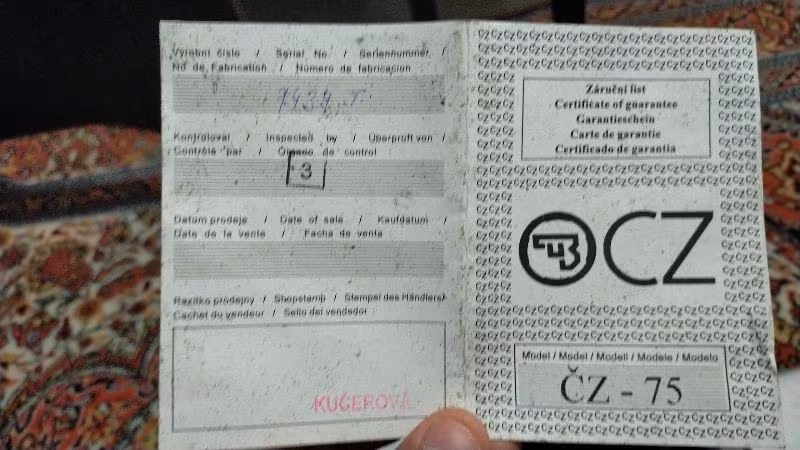 Výrobní číslo / Serial No. / Seriennummer /
No de Fabrication / Número de fabricación
Kontroloval / Inspected by / Überprüft von /
Contrôlé par / Organo de control
3
Datum prodeje / Date of sale / Kaufdatum /
Date de la vente / Facha de venta
Razítko prodejny / Shopstamp / Stempel des Händlers/
Cachet du vendeur / Sello del vendedor
KUČEROVÁ
Záruční list
Certificate of guarantee
Garantieschein
Carte de garantie
Certificado de garantía
CZ
Model / Model / Modell / Modele / Modelo
ČZ - 75